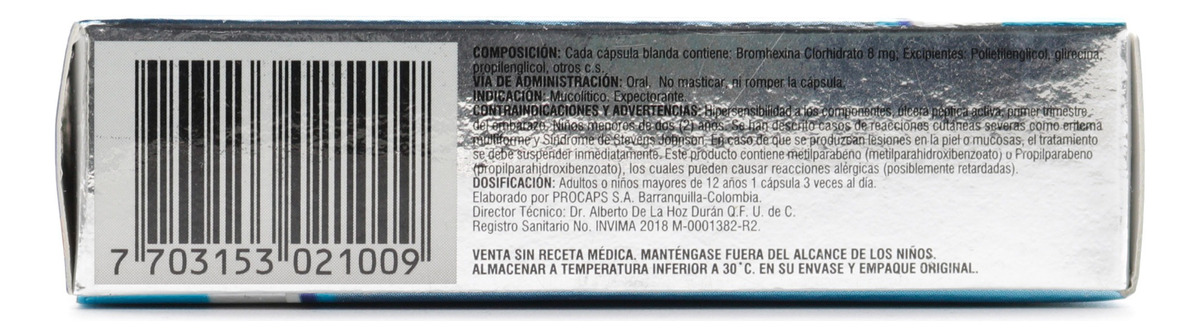 COMPOSICIÓN: Cada cápsula blanda contiene: Bromhexina Clorhidrato 8 mg, Excipientes: Polietilenglicol, glirecina,
propilenglicol, otros c.s.
VÍA DE ADMINISTRACIÓN: Oral, No masticar, ni romper la cápsula.
INDICACIÓN: Mucolítico. Expectorante.
CONTRAINDICACIONES Y ADVERTENCIAS: Hipersensibilidad a los componentes, úlcera péptica activa, primer trimestre
del embarazo. Niños menores de dos (2) años. Se han descrito casos de reacciones cutáneas severas como eritema
multiforme y Síndrome de Stevens Johnson. En caso de que se produzcan lesiones en la piel o mucosas, el tratamiento
se debe suspender inmediatamente. Este producto contiene metilparabeno (metilparahidroxibenzoato) o Propilparabeno
(propilparahidroxibenzoato), los cuales pueden causar reacciones alérgicas (posiblemente retardadas).
DOSIFICACIÓN: Adultos o niños mayores de 12 años 1 cápsula 3 veces al día.
Elaborado por PROCAPS S.A. Barranquilla-Colombia.
Director Técnico: Dr. Alberto De La Hoz Durán Q.F. U. de C.
Registro Sanitario No. INVIMA 2018 M-0001382-R2.
VENTA SIN RECETA MÉDICA. MANTÉNGASE FUERA DEL ALCANCE DE LOS NIÑOS.
ALMACENAR A TEMPERATURA INFERIOR A 30°C. EN SU ENVASE Y EMPAQUE ORIGINAL.
7 703153 021009